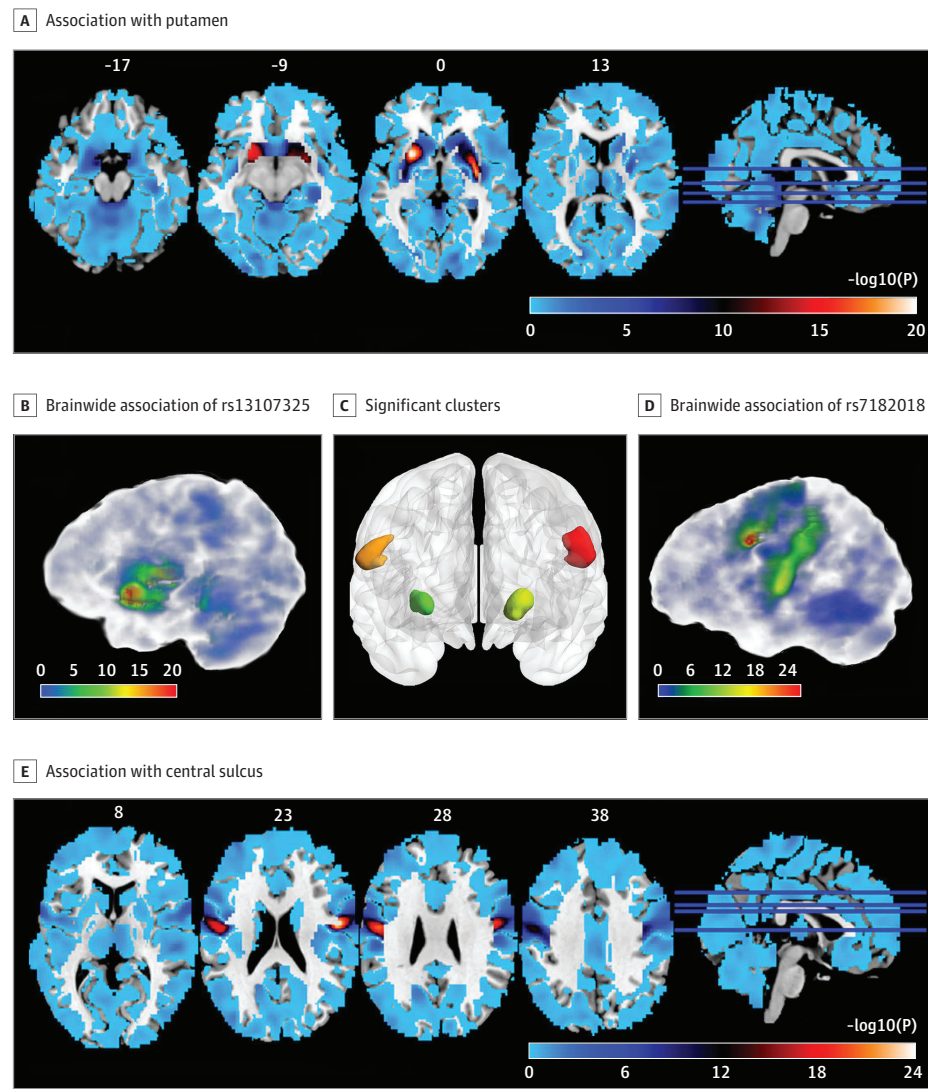 A Association with putamen
-17 -9 0 13
-log10(P)
0 5 10 15 20
B Brainwide association of rs13107325
C Significant clusters
D Brainwide association of rs7182018
0 5 10 15 20
0 6 12 18 24
E Association with central sulcus
8 23 28 38
-log10(P)
0 6 12 18 24